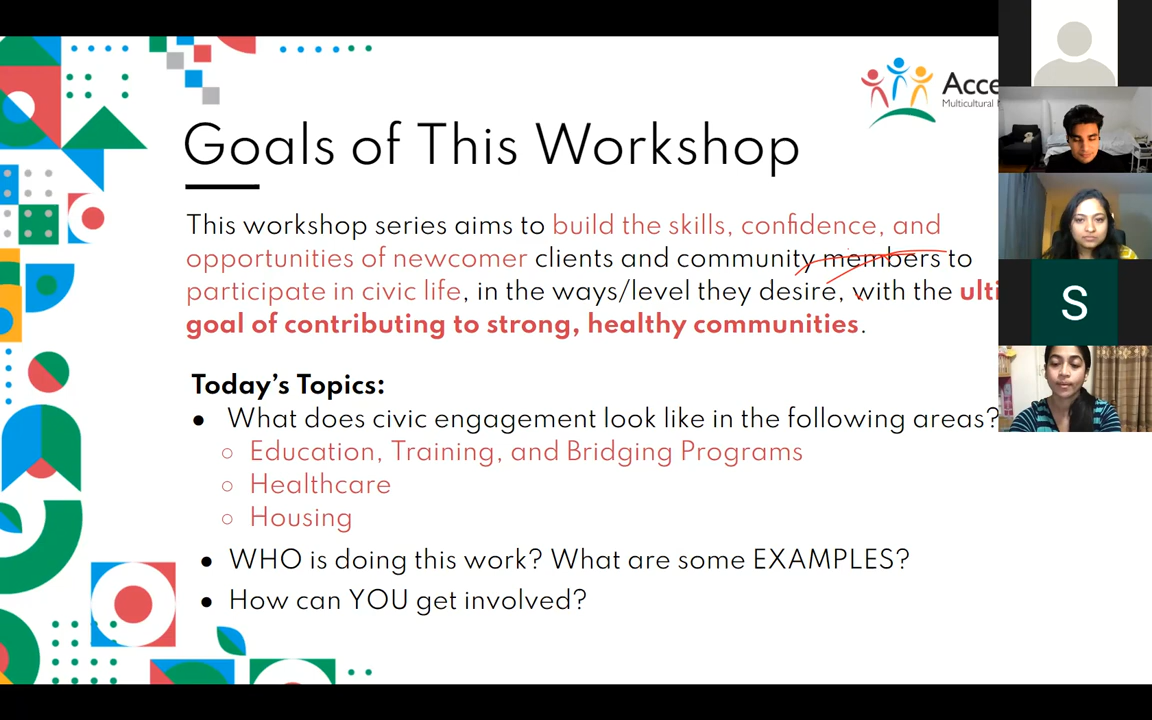 Acce
Multicultural
Goals of This Workshop
This workshop series aims to build the skills, confidence, and
opportunities of newcomer clients and community members to
participate in civic life, in the ways/level they desire, with the ulti
goal of contributing to strong, healthy communities.
Today's Topics:
● What does civic engagement look like in the following areas?
○ Education, Training, and Bridging Programs
○ Healthcare
○ Housing
● WHO is doing this work? What are some EXAMPLES?
● How can YOU get involved?
S